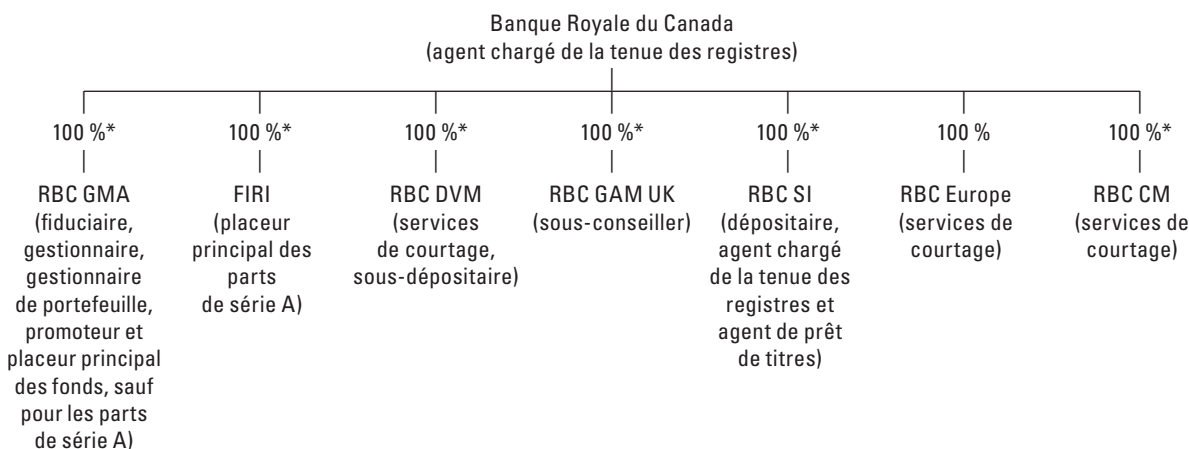 Banque Royale du Canada
(agent chargé de la tenue des registres)
100 %*
100 %*
100 %*
100 %*
100 %*
100 %
100 %*
RBC GMA
(fiduciaire,
gestionnaire,
gestionnaire
de portefeuille,
promoteur et
placeur principal
des fonds, sauf
pour les parts
de série A)
FIRI
(placeur
principal des
parts
de série A)
RBC DVM
(services
de courtage,
sous-dépositaire)
RBC GAM UK
(sous-conseiller)
RBC SI
(dépositaire,
agent chargé
de la tenue des
registres et
agent de prêt
de titres)
RBC Europe
(services de
courtage)
RBC CM
(services de
courtage)